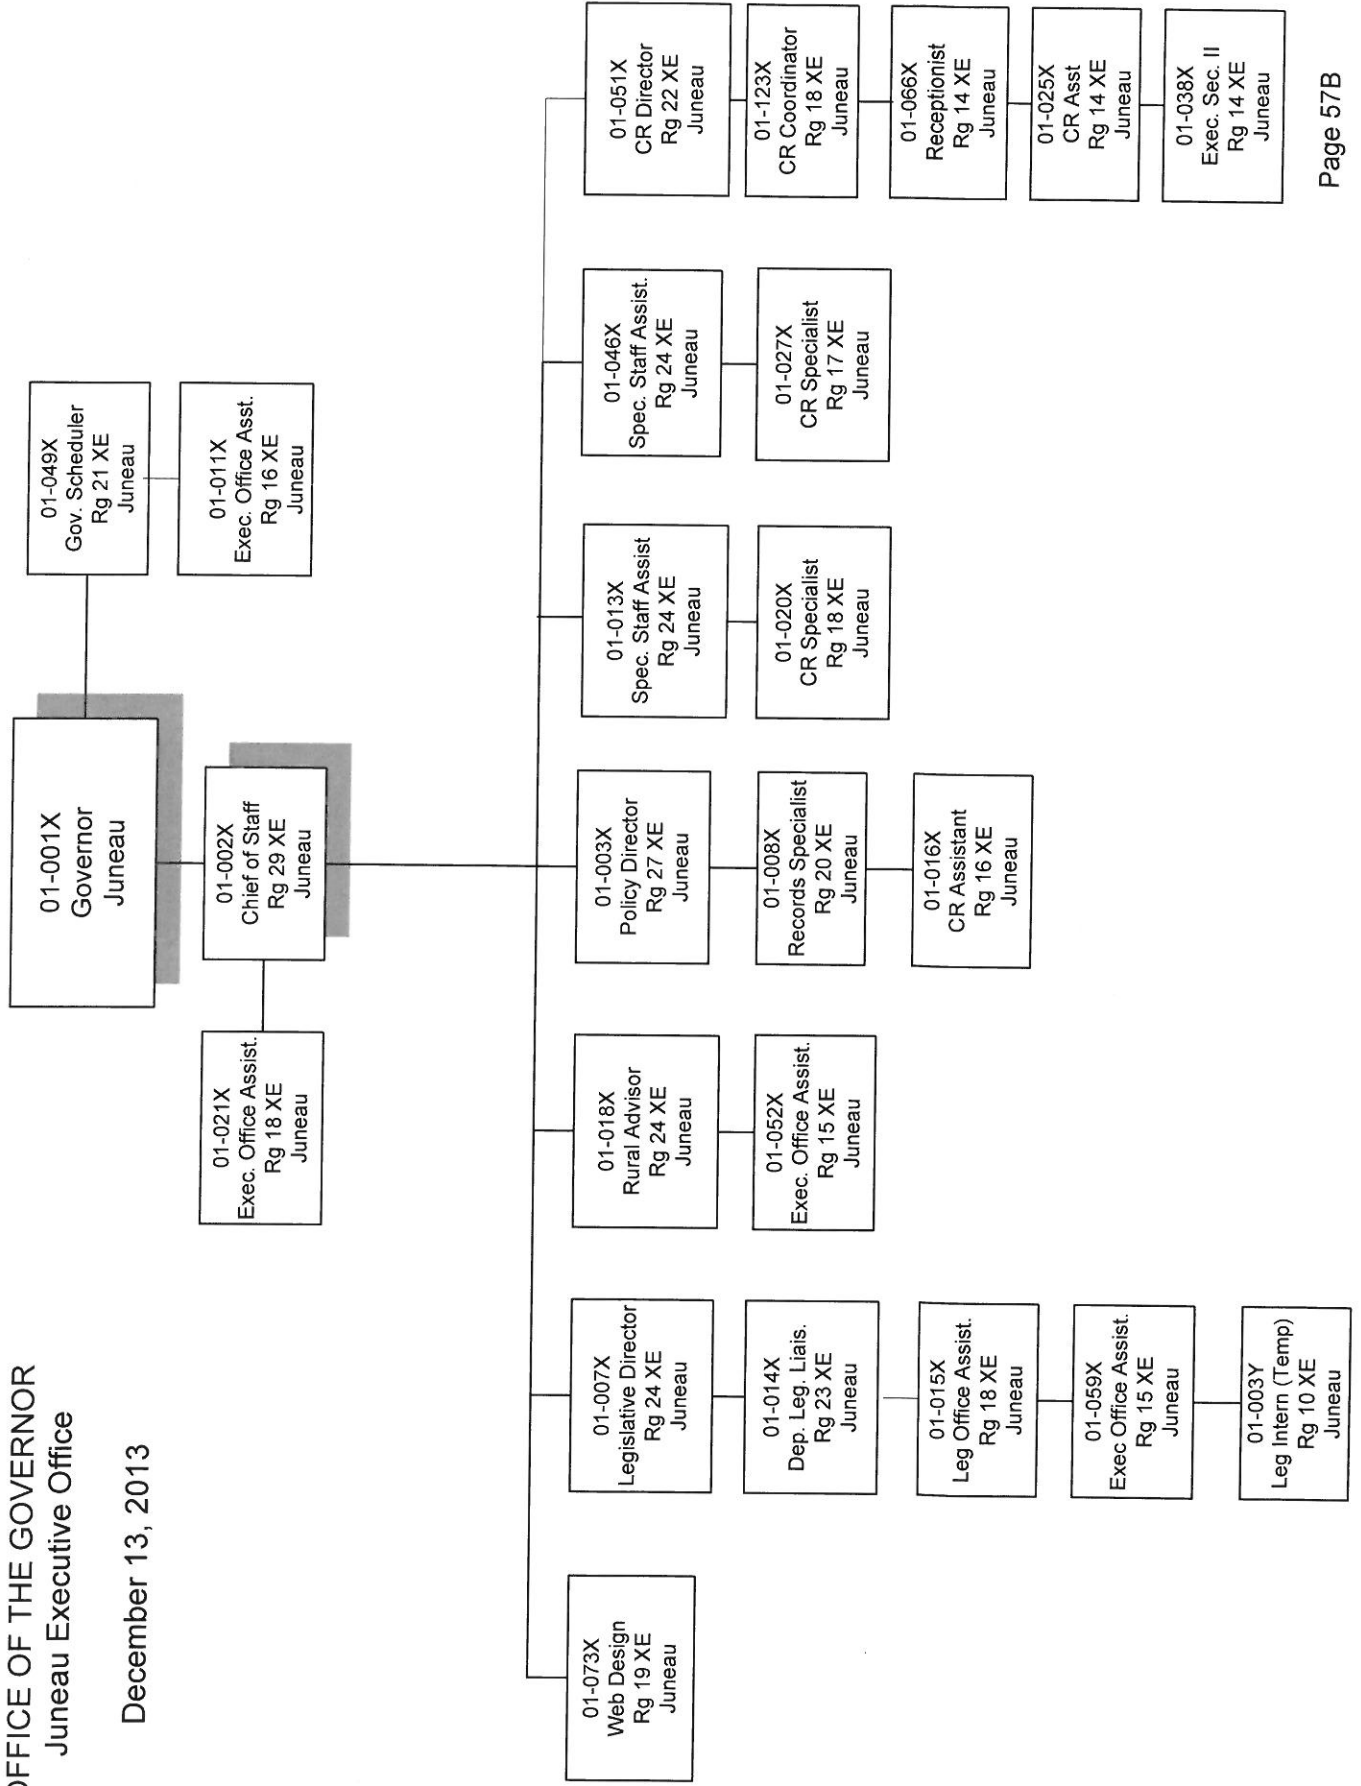 OFFICE OF THE GOVERNOR
Juneau Executive Office
December 13, 2013
01-001X
Governor
Juneau
01-049X
Gov. Scheduler
Rg 21 XE
Juneau
01-011X
Exec. Office Asst.
Rg 16 XE
Juneau
01-021X
Exec. Office Assist.
Rg 18 XE
Juneau
01-002X
Chief of Staff
Rg 29 XE
Juneau
01-073X
Web Design
Rg 19 XE
Juneau
01-007X
Legislative Director
Rg 24 XE
Juneau
01-014X
Dep. Leg. Liais.
Rg 23 XE
Juneau
01-015X
Leg Office Assist.
Rg 18 XE
Juneau
01-059X
Exec Office Assist.
Rg 15 XE
Juneau
01-003Y
Leg Intern (Temp)
Rg 10 XE
Juneau
01-018X
Rural Advisor
Rg 24 XE
Juneau
01-052X
Exec. Office Assist.
Rg 15 XE
Juneau
01-003X
Policy Director
Rg 27 XE
Juneau
01-008X
Records Specialist
Rg 20 XE
Juneau
01-016X
CR Assistant
Rg 16 XE
Juneau
01-013X
Spec. Staff Assist
Rg 24 XE
Juneau
01-020X
CR Specialist
Rg 18 XE
Juneau
01-046X
Spec. Staff Assist.
Rg 24 XE
Juneau
01-027X
CR Specialist
Rg 17 XE
Juneau
01-051X
CR Director
Rg 22 XE
Juneau
01-123X
CR Coordinator
Rg 18 XE
Juneau
01-066X
Receptionist
Rg 14 XE
Juneau
01-025X
CR Asst
Rg 14 XE
Juneau
01-038X
Exec. Sec. II
Rg 14 XE
Juneau
Page 57B